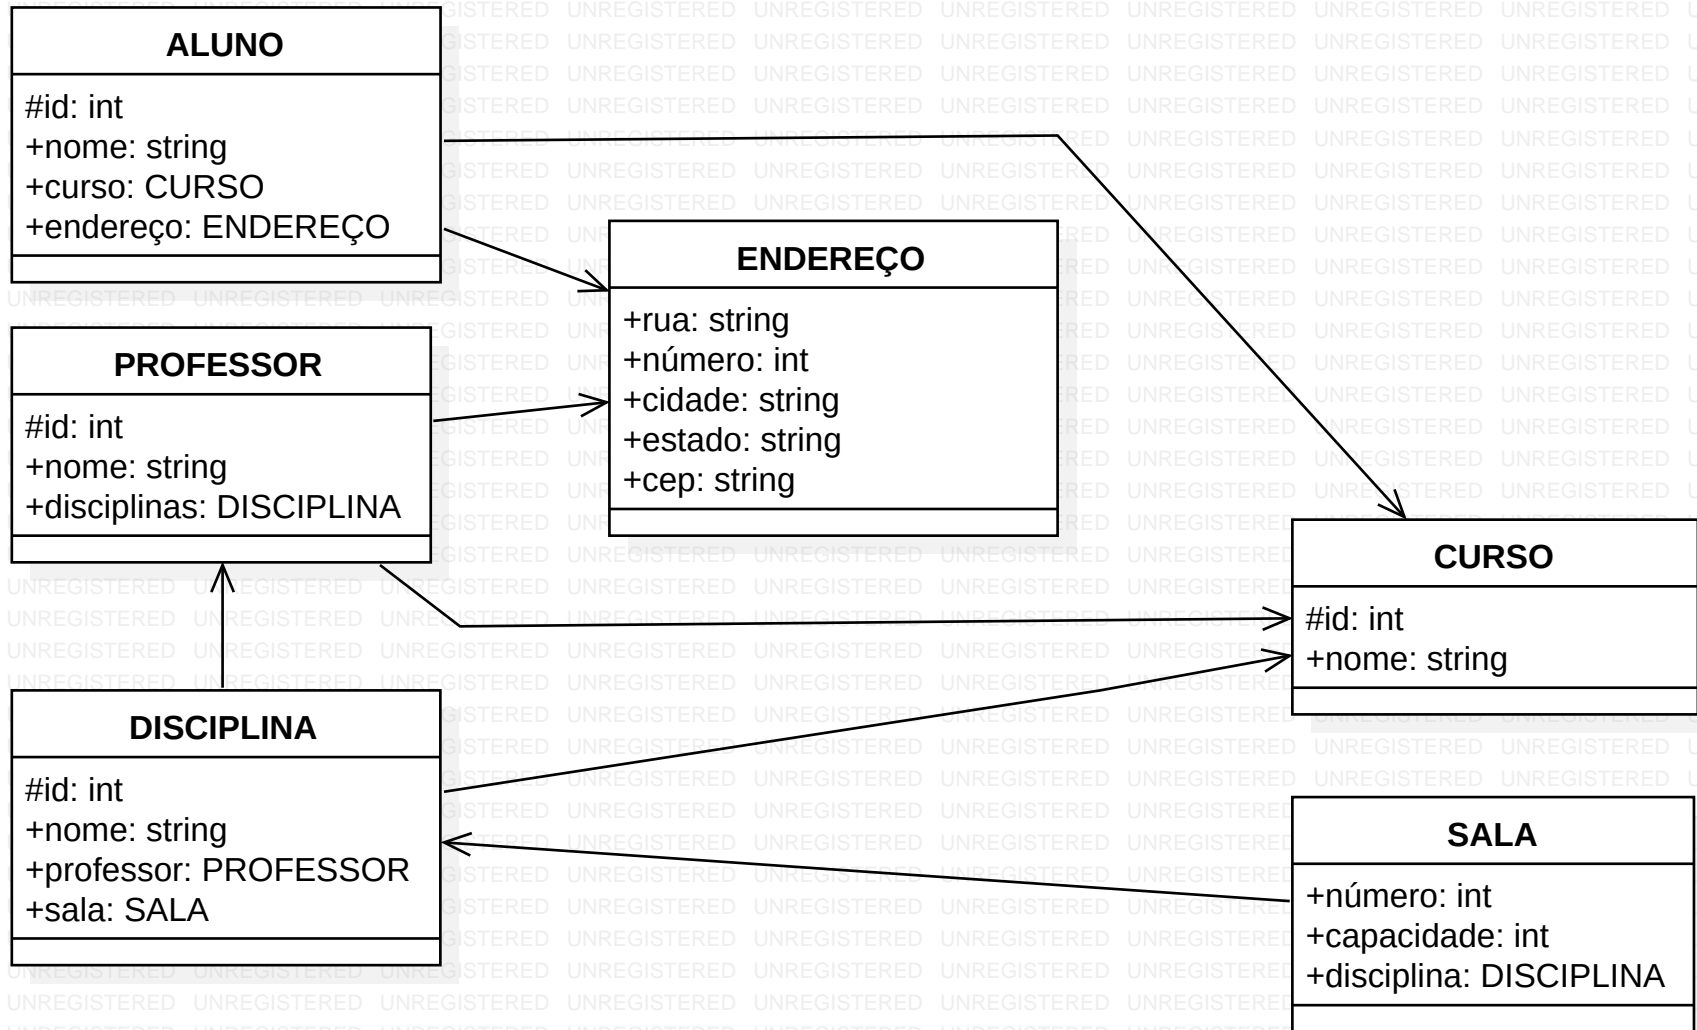 ALUNO
#id: int
+nome: string
+curso: CURSO
+endereço: ENDEREÇO
ENDEREÇO
+rua: string
+número: int
+cidade: string
+estado: string
+cep: string
PROFESSOR
#id: int
+nome: string
+disciplinas: DISCIPLINA
CURSO
#id: int
+nome: string
DISCIPLINA
#id: int
+nome: string
+professor: PROFESSOR
+sala: SALA
SALA
+número: int
+capacidade: int
+disciplina: DISCIPLINA
UNREGISTERED